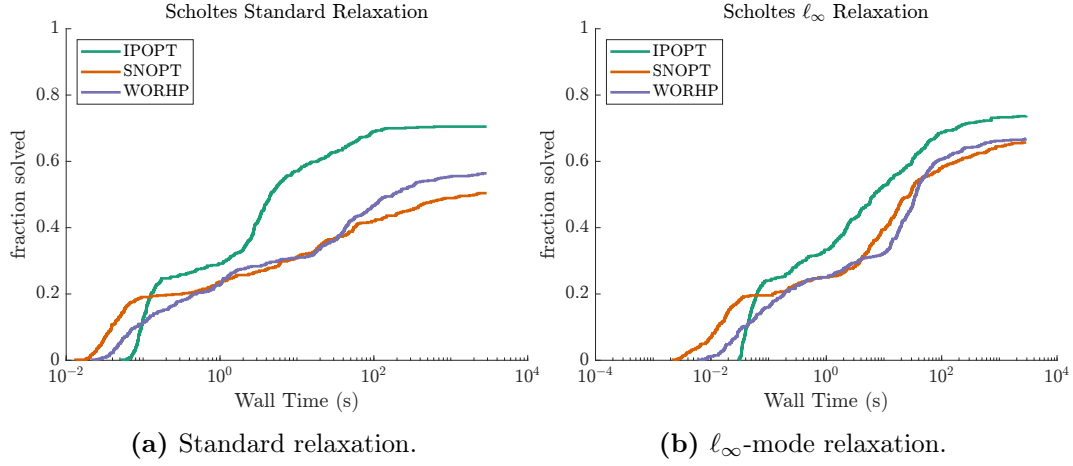 Scholtes Standard Relaxation
1
0.8
0.6
0.4
0.2
0
fraction solved
IPOPT
SNOPT
WORHP
10^{-2}
10^{0}
10^{2}
10^{4}
Wall Time (s)
(a) Standard relaxation.
Scholtes ℓ_∞ Relaxation
1
0.8
0.6
0.4
0.2
0
fraction solved
IPOPT
SNOPT
WORHP
10^{-4}
10^{-2}
10^{0}
10^{2}
10^{4}
Wall Time (s)
(b) ℓ_∞-mode relaxation.